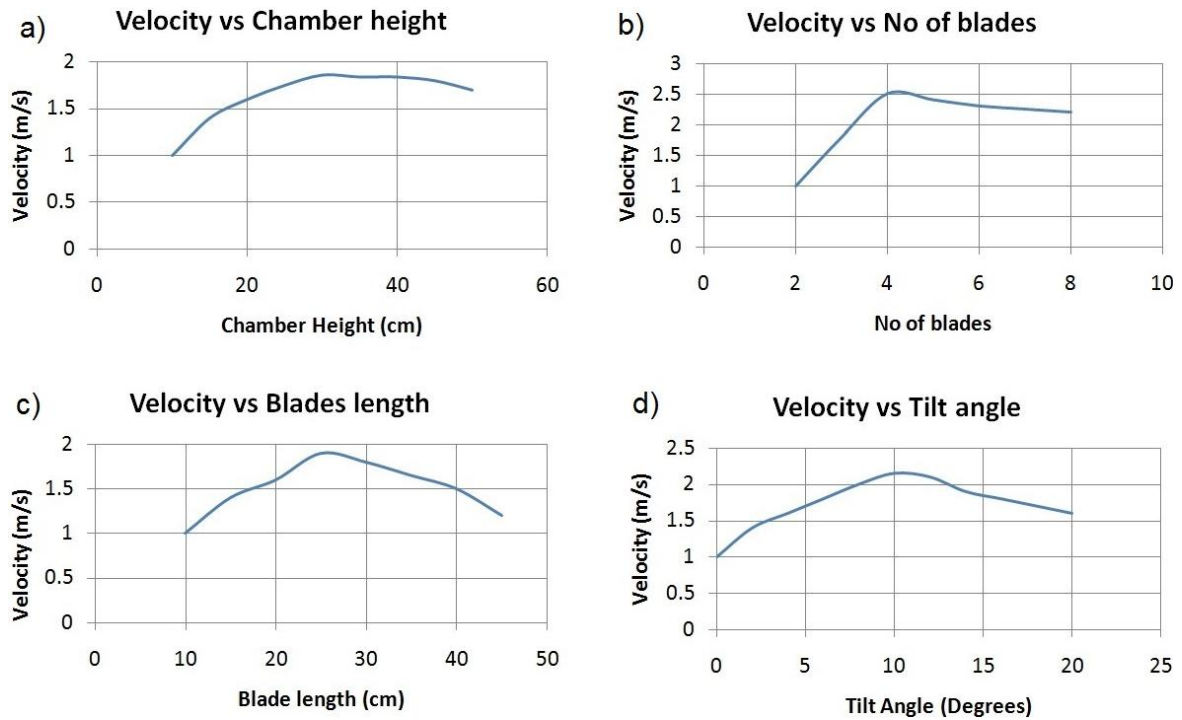 a)
Velocity vs Chamber height
Velocity (m/s)
2
1.5
1
0.5
0
0 20 40 60
Chamber Height (cm)
b)
Velocity vs No of blades
Velocity (m/s)
3
2.5
2
1.5
1
0.5
0
0 2 4 6 8 10
No of blades
c)
Velocity vs Blades length
Velocity (m/s)
2
1.5
1
0.5
0
0 10 20 30 40 50
Blade length (cm)
d)
Velocity vs Tilt angle
Velocity (m/s)
2.5
2
1.5
1
0.5
0
0 5 10 15 20 25
Tilt Angle (Degrees)